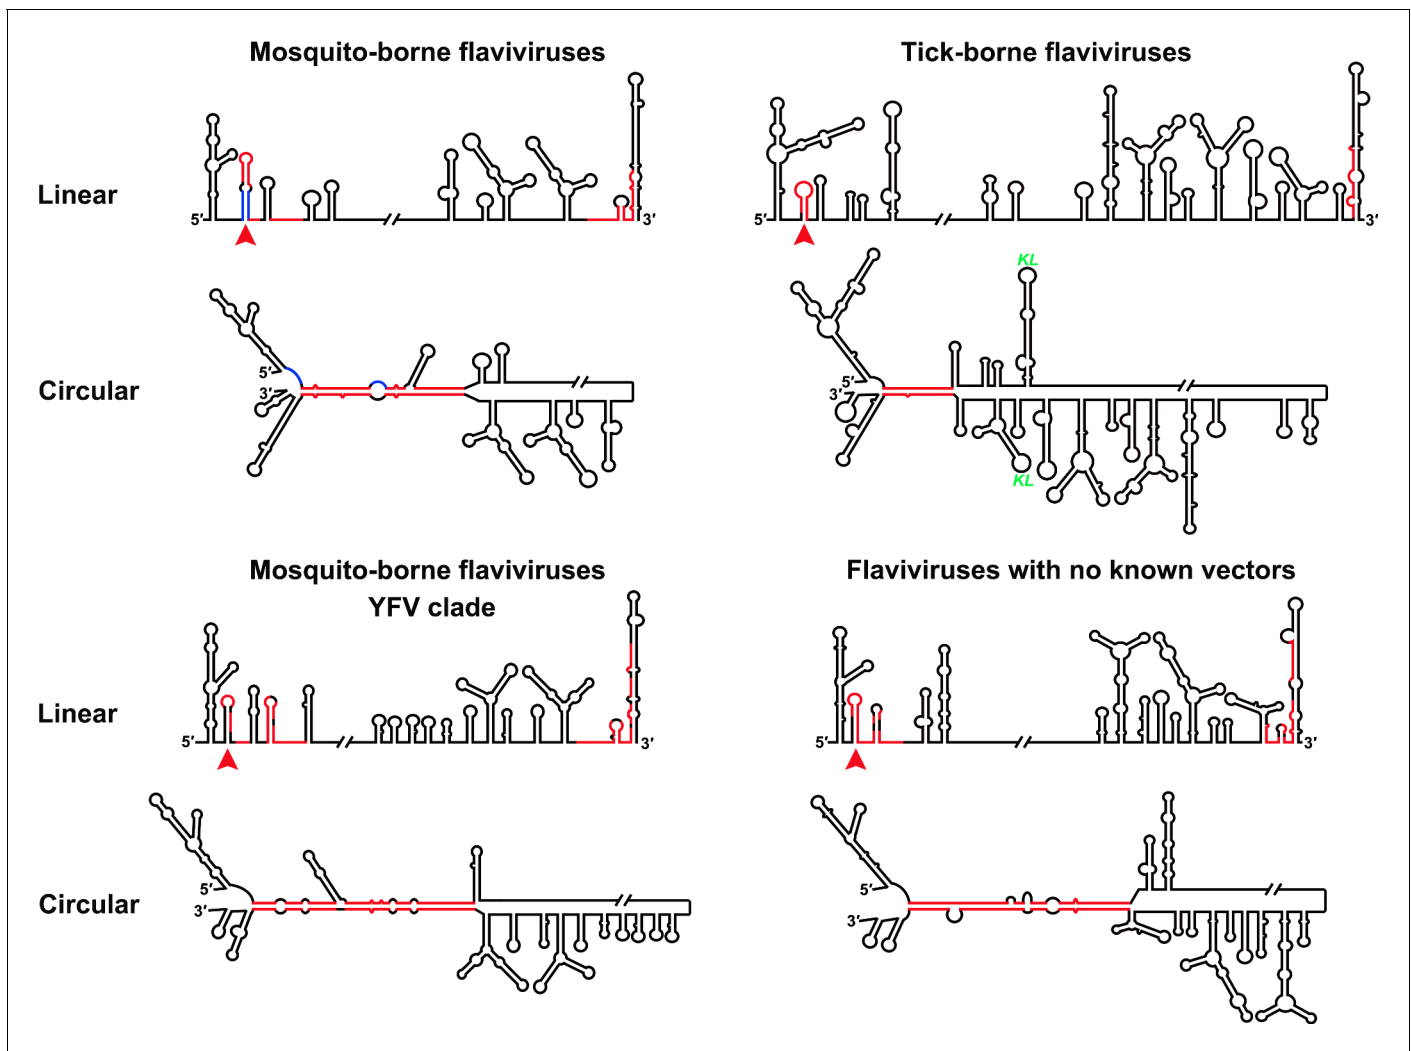 Mosquito-borne flaviviruses
Tick-borne flaviviruses
Linear
5′
3′
5′
3′
Circular
5′
3′
KL
5′
3′
KL
Mosquito-borne flaviviruses
YFV clade
Flaviviruses with no known vectors
Linear
5′
3′
5′
3′
Circular
5′
3′
5′
3′